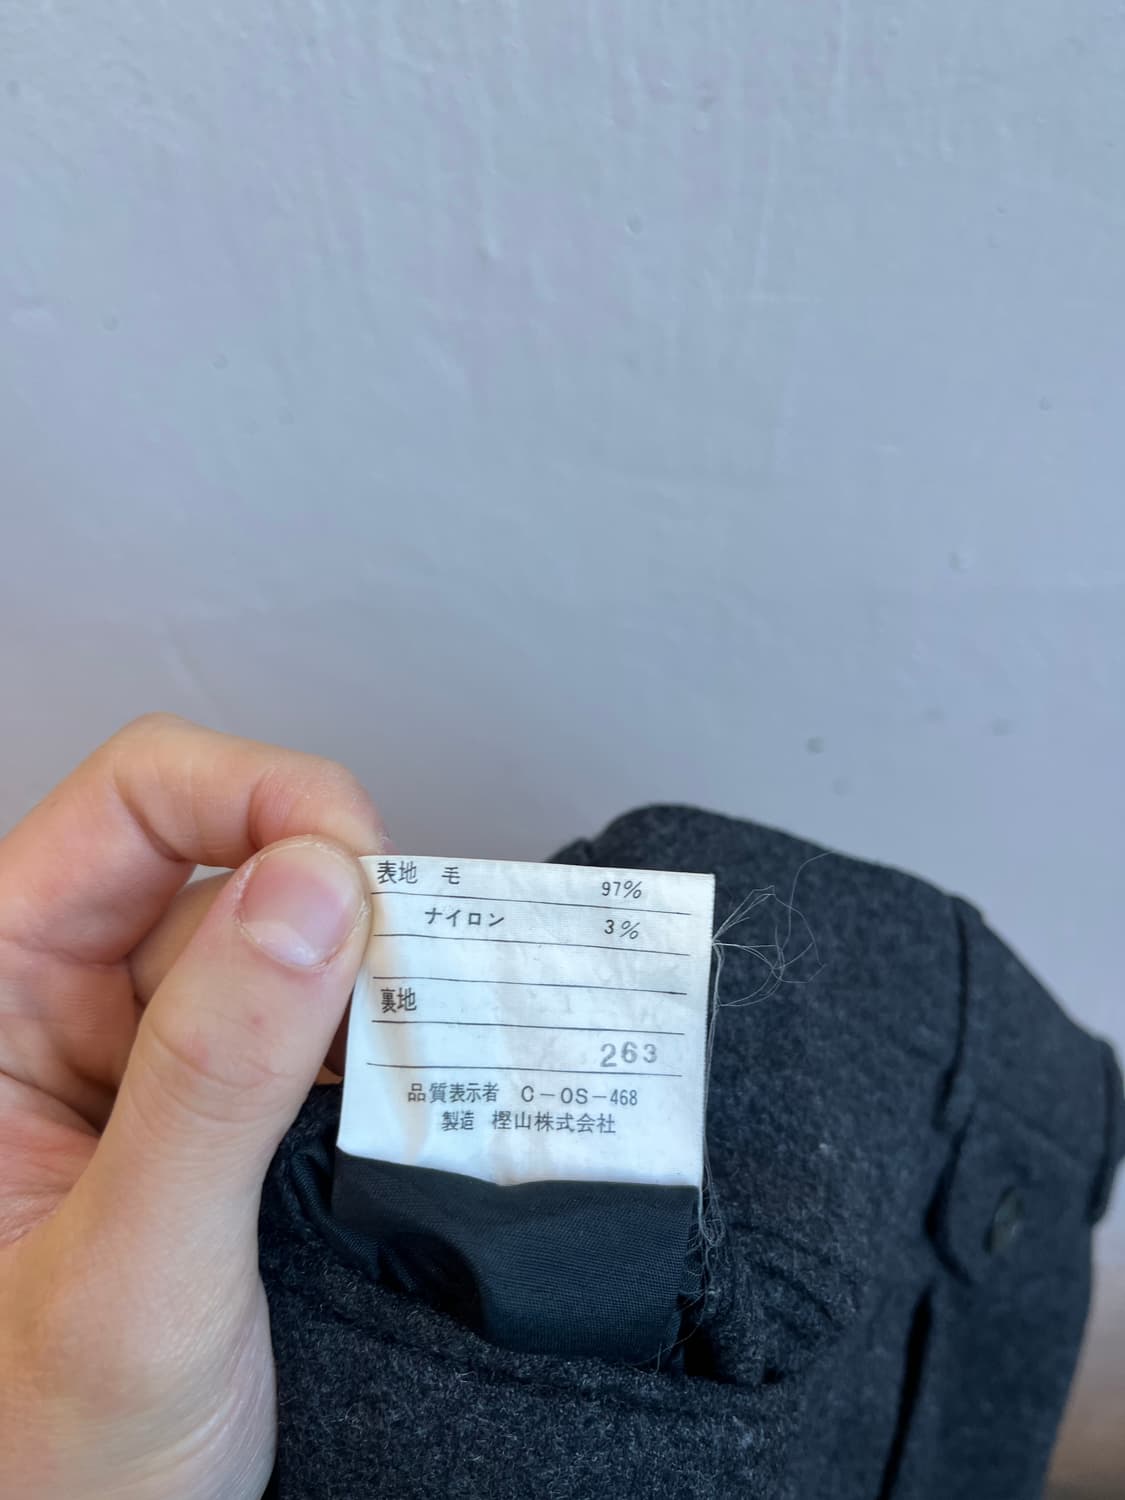 表地 毛 97%
ナイロン 3%
裏地
263
品質表示者 C-OS-468
製造 樫山株式会社